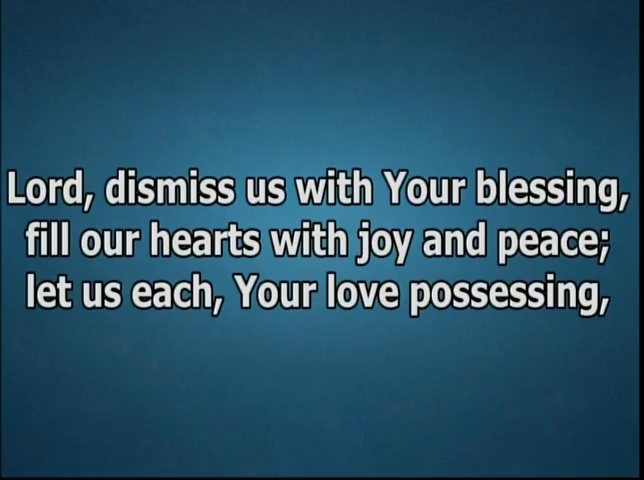 Lord, dismiss us with Your blessing,
fill our hearts with joy and peace;
let us each, Your love possessing,